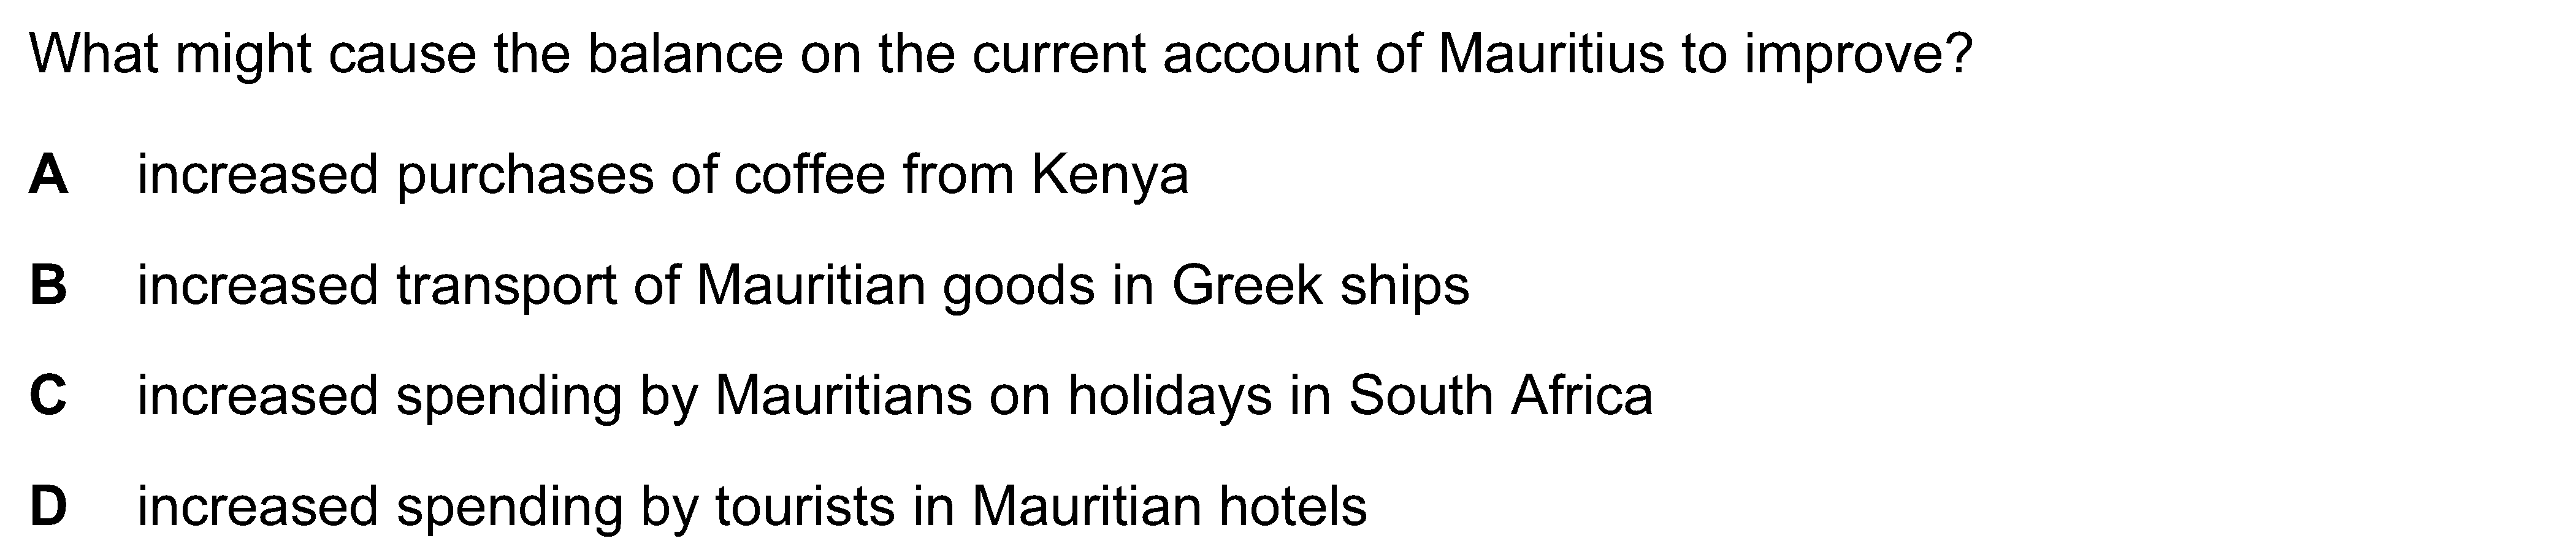 What might cause the balance on the current account of Mauritius to improve?
A increased purchases of coffee from Kenya
B increased transport of Mauritian goods in Greek ships
C increased spending by Mauritians on holidays in South Africa
D increased spending by tourists in Mauritian hotels